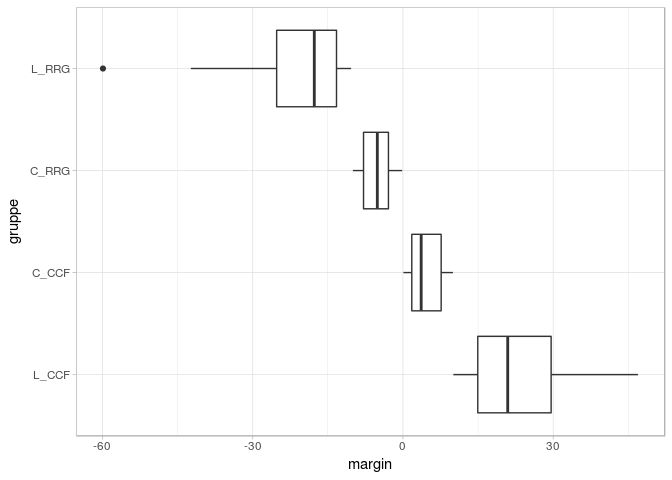 L_RRG
C_RRG
C_CCF
L_CCF
gruppe
-60
-30
0
30
margin